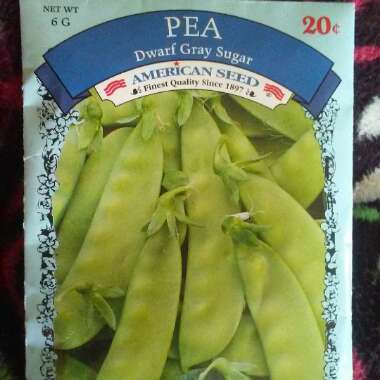 NET WT
6 G
PEA
20¢
Dwarf Gray Sugar
AMERICAN SEED
Finest Quality Since 1897